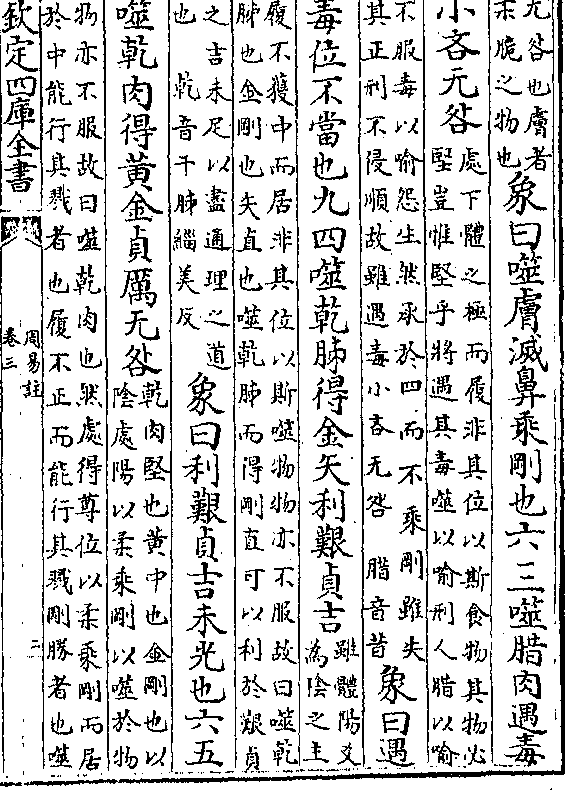 无咎也膚者
柔脆之物也
象曰噬膚滅鼻乘剛也六三噬腊肉遇毒
小吝无咎
處下體之極而履非其位以斯食物其物必
堅豈惟堅乎將遇其毒噬以喻刑人腊以喻
不服毒以喻怨生然承於四而不乘剛雖失
其正刑不侵順故雖遇毒小吝无咎 腊音昔
象曰遇
毒位不當也九四噬乾胏得金矢利艱貞吉
雖體陽爻
為陰之主
履不獲中而居非其位以斯噬物物亦不服故曰噬乾
胏也金剛也矢直也噬乾胏而得剛直可以利於艱貞
之吉未足以盡通理之道
也 乾音干胏緇美反
象曰利艱貞吉未光也六五
噬乾肉得黃金貞厲无咎
乾肉堅也黃中也金剛也以
陰處陽以柔乘剛以噬於物
物亦不服故曰噬乾肉也然處得尊位以柔乘剛而居
於中能行其戮者也履不正而能行其戮剛勝者也噬
欽定四庫全書
周易註
卷三
三